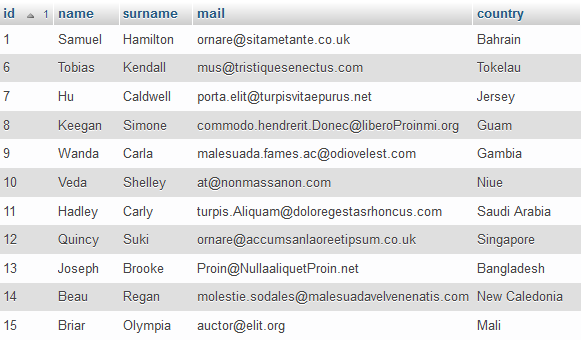 id 1 name surname mail country
1 Samuel Hamilton ornare@sitametante.co.uk Bahrain
6 Tobias Kendall mus@tristiquesenectus.com Tokelau
7 Hu Caldwell porta.elit@turpisvitaepurus.net Jersey
8 Keegan Simone commodo.hendrerit.Donec@liberoProinmi.org Guam
9 Wanda Carla malesuada.fames.ac@odiovelest.com Gambia
10 Veda Shelley at@nonmassanon.com Niue
11 Hadley Carly turpis.Aliquam@doloregestasrhoncus.com Saudi Arabia
12 Quincy Suki ornare@accumsanlaoreetipsum.co.uk Singapore
13 Joseph Brooke Proin@NullaaliquetProin.net Bangladesh
14 Beau Regan molestie.sodales@malesuadavelvenenatis.com New Caledonia
15 Briar Olympia auctor@elit.org Mali